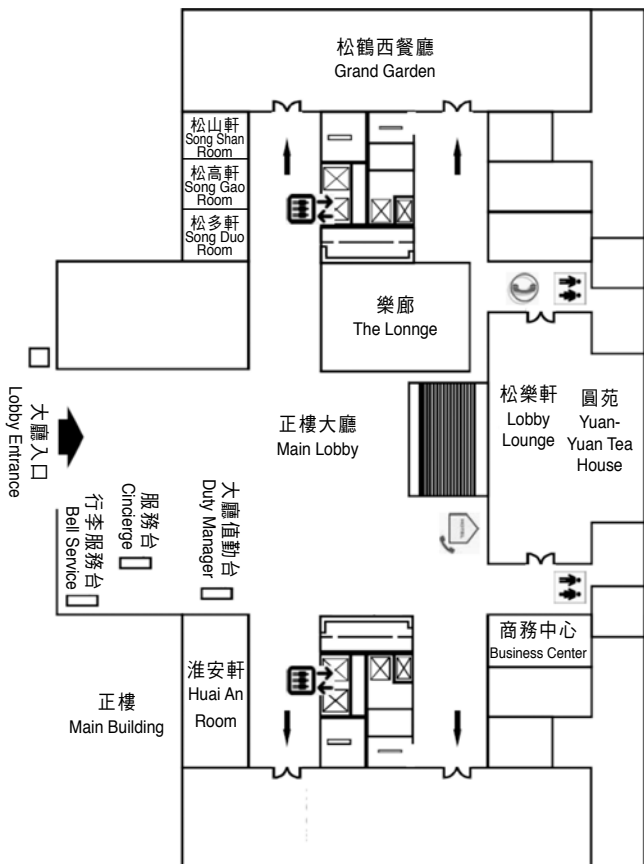 松鶴西餐廳
Grand Garden
松山軒
Song Shan
Room
松高軒
Song Gao
Room
松多軒
Song Duo
Room
樂廊
The Lonnge
大廳入口
Lobby Entrance
正樓大廳
Main Lobby
松樂軒
Lobby
Lounge
圓苑
Yuan-
Yuan Tea
House
行李服務台
Bell Service
服務台
Cincierge
大廳值勤台
Duty Manager
商務中心
Business Center
淮安軒
Huai An
Room
正樓
Main Building